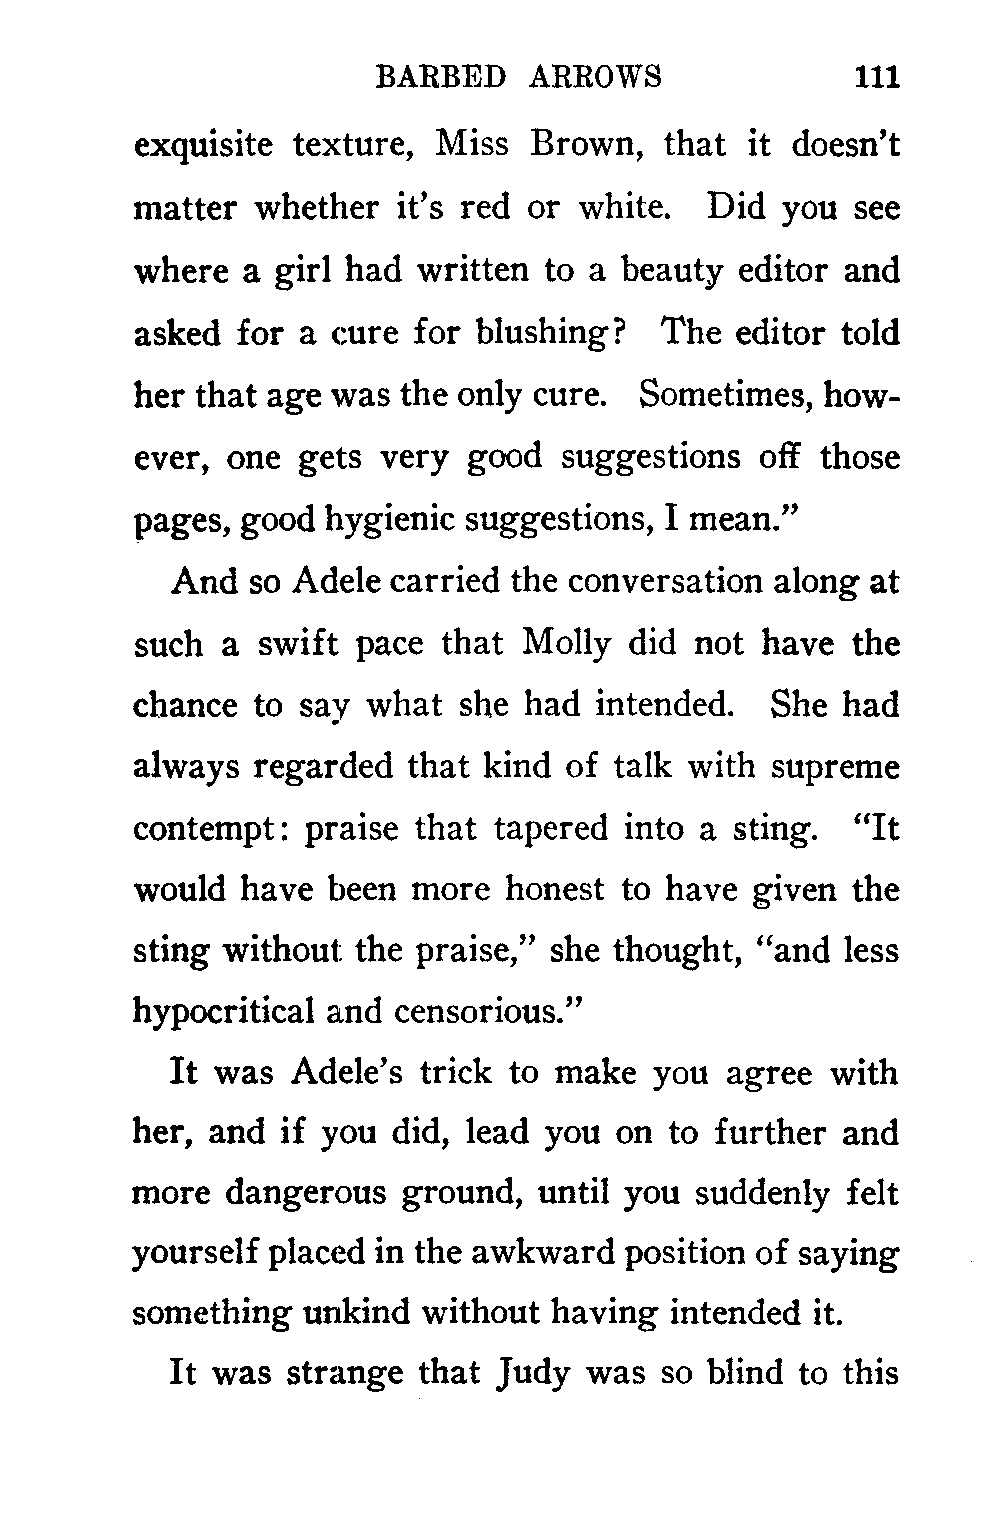 BARBED ARROWS 111
exquisite texture, Miss Brown, that it doesn't
matter whether it's red or white. Did you see
where a girl had written to a beauty editor and
asked for a cure for blushing? The editor told
her that age was the only cure. Sometimes, how-
ever, one gets very good suggestions off those
pages, good hygienic suggestions, I mean."
And so Adele carried the conversation along at
such a swift pace that Molly did not have the
chance to say what she had intended. She had
always regarded that kind of talk with supreme
contempt: praise that tapered into a sting. "It
would have been more honest to have given the
sting without the praise," she thought, "and less
hypocritical and censorious."
It was Adele's trick to make you agree with
her, and if you did, lead you on to further and
more dangerous ground, until you suddenly felt
yourself placed in the awkward position of saying
something unkind without having intended it.
It was strange that Judy was so blind to this